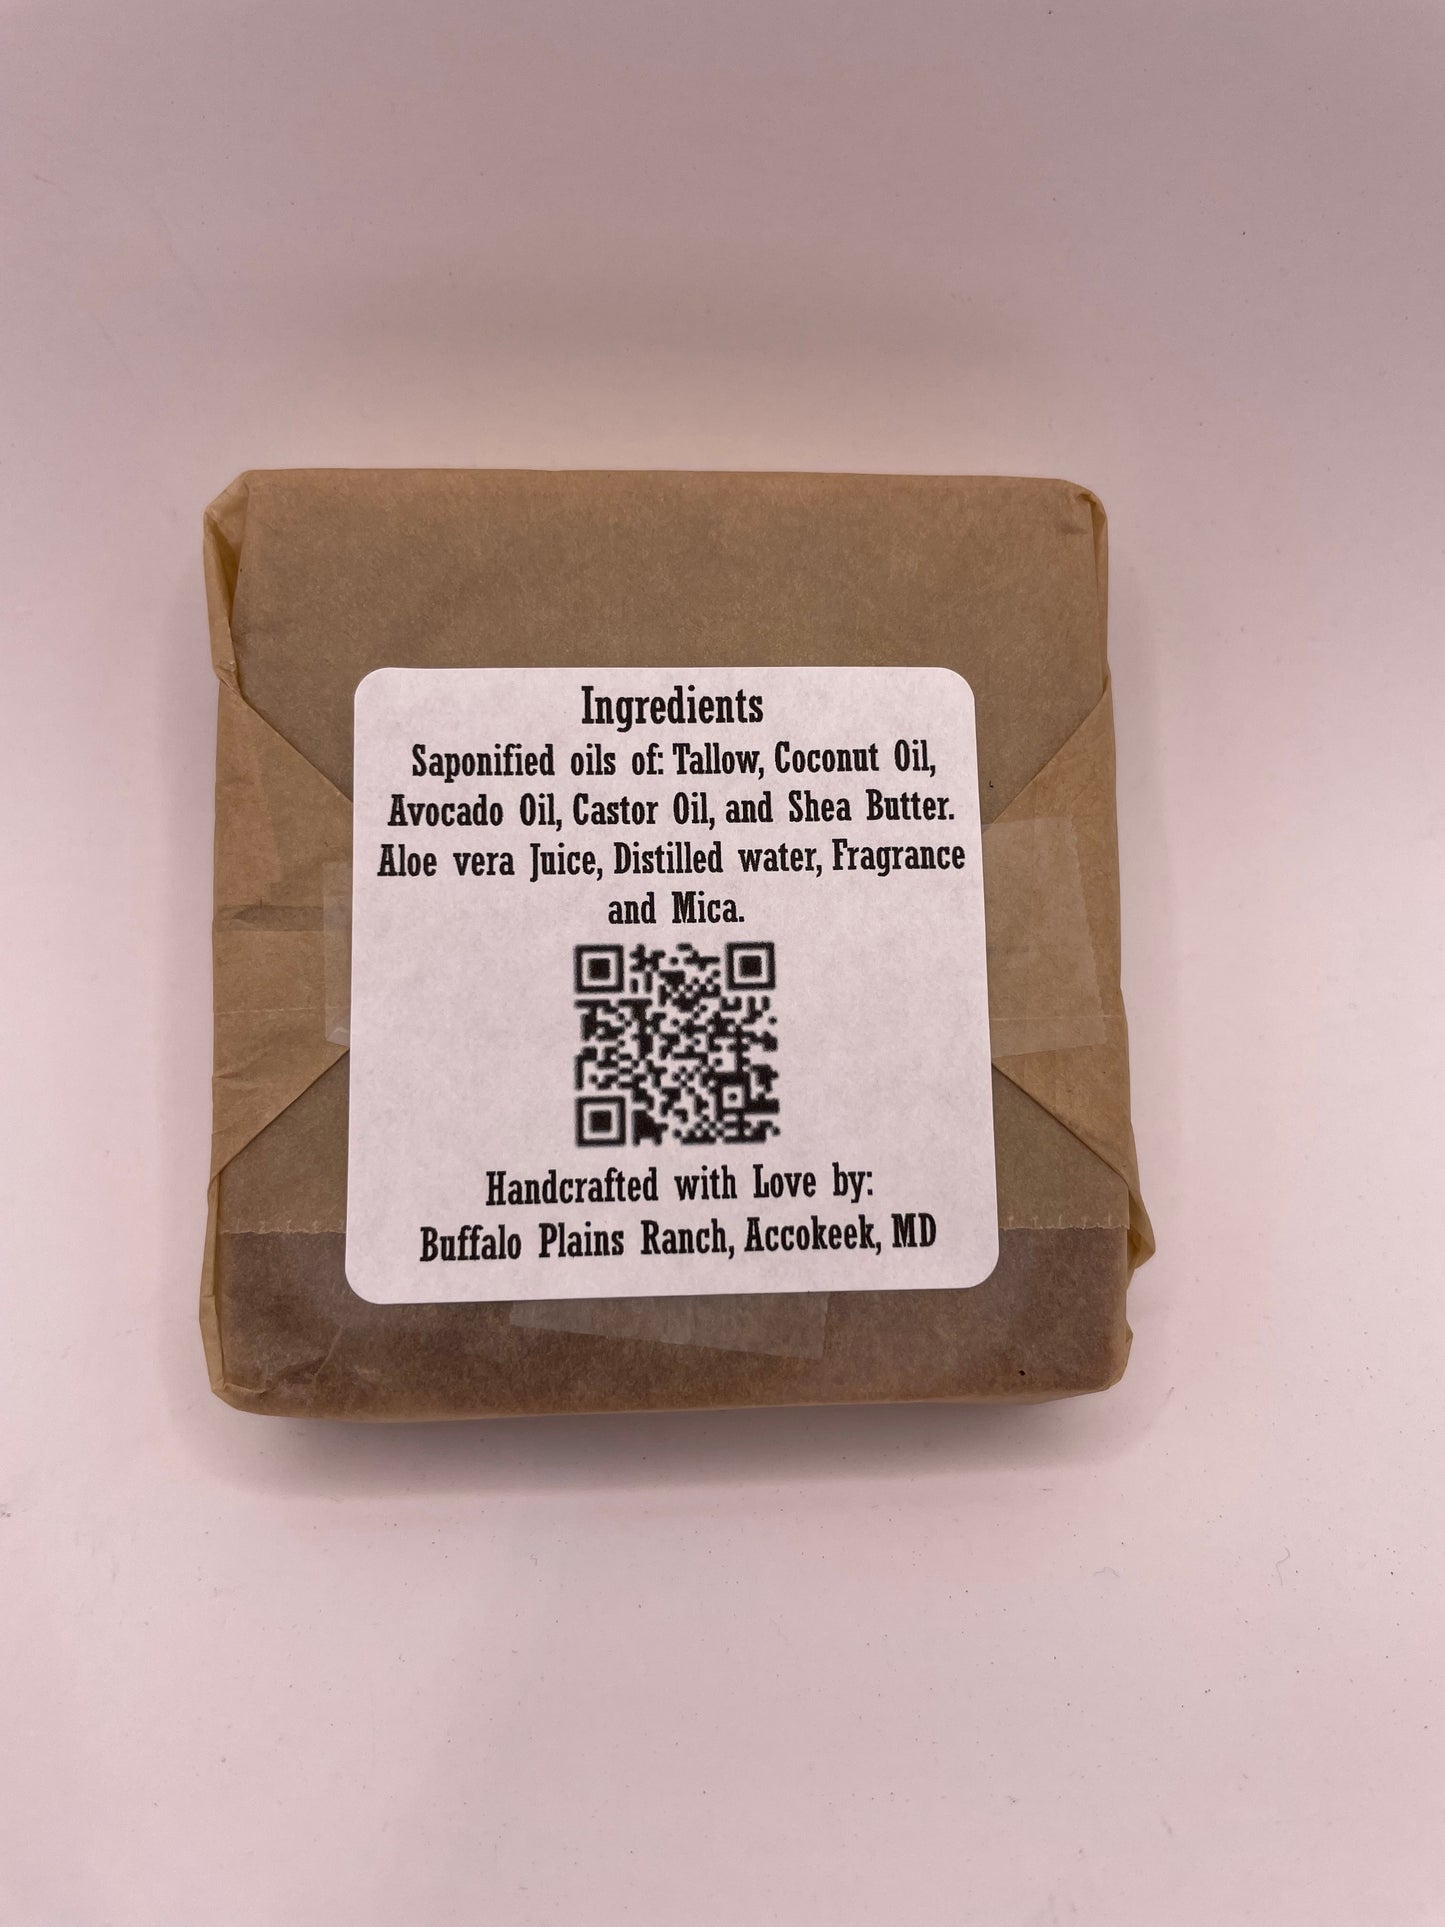 Ingredients
Saponified oils of: Tallow, Coconut Oil,
Avocado Oil, Castor Oil, and Shea Butter.
Aloe vera Juice, Distilled water, Fragrance
and Mica.
Handcrafted with Love by:
Buffalo Plains Ranch, Accokeek, MD